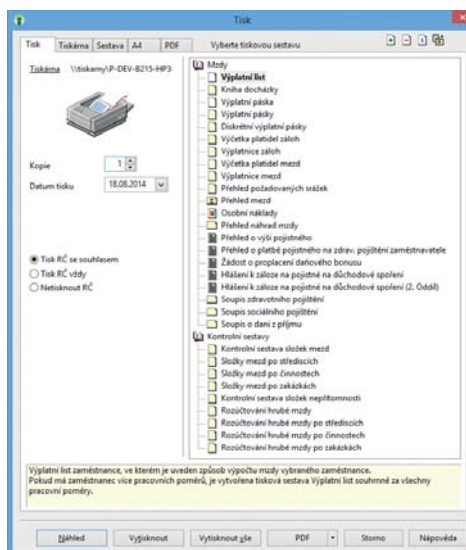 Tisk
Tisk Tiskárna Sestava A4 PDF Vyberte tiskovou sestavu
Tiskárna \\tiskarny\P-DEV-B215-HP3
Kopie 1
Datum tisku 18.08.2014
Tisk RČ se souhlasem
Tisk RČ vždy
Netisknout RČ
Mzdy
Výplatní list
Kniha docházky
Výplatní páska
Výplatní pásky
Diskrétní výplatní pásky
Výčetka platidel záloh
Výplatnice záloh
Výčetka platidel mezd
Výplatnice mezd
Přehled požadovaných srážek
Přehled mezd
Osobní náklady
Přehled náhrad mzdy
Přehled o výši pojistného
Přehled o platbě pojistného na zdrav. pojištění zaměstnavatele
Žádost o proplacení daňového bonusu
Hlášení k záloze na pojistné na důchodové spoření
Hlášení k záloze na pojistné na důchodové spoření (2. Oddíl)
Soupis zdravotního pojištění
Soupis sociálního pojištění
Soupis o dani z příjmu
Kontrolní sestavy
Kontrolní sestava složek mezd
Složky mezd po střediscích
Složky mezd po činnostech
Složky mezd po zakázkách
Kontrolní sestava složek nepřítomnosti
Rozúčtování hrubé mzdy
Rozúčtování hrubé mzdy po střediscích
Rozúčtování hrubé mzdy po činnostech
Rozúčtování hrubé mzdy po zakázkách
Výplatní list zaměstnance, ve kterém je uveden způsob výpočtu mzdy vybraného zaměstnance.
Pokud má zaměstnanec více pracovních poměrů, je vytvořena tisková sestava Výplatní list souhrnně za všechny
pracovní poměry.
Náhled Vytisknout Vytisknout vše PDF Storno Nápověda